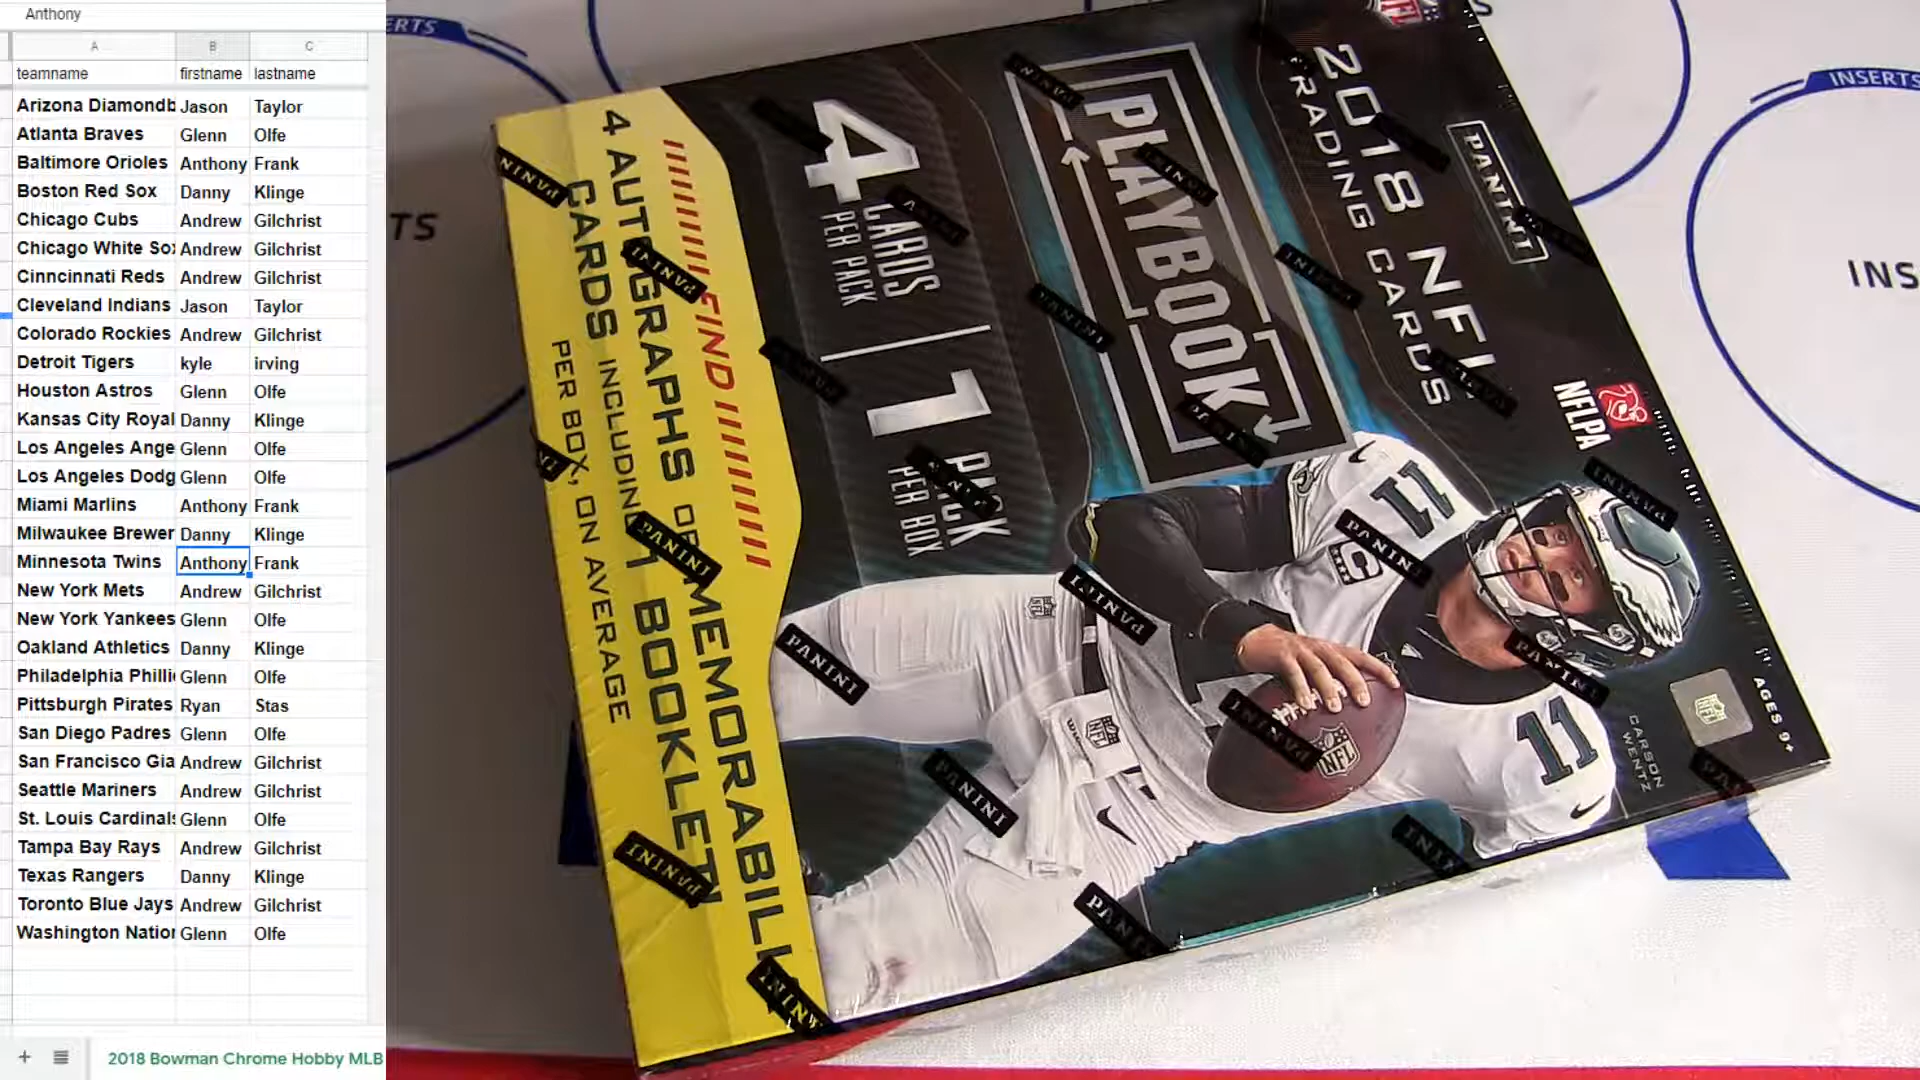 Anthony
A B C
teamname firstname lastname
Arizona Diamondb Jason Taylor
Atlanta Braves Glenn Olfe
Baltimore Orioles Anthony Frank
Boston Red Sox Danny Klinge
Chicago Cubs Andrew Gilchrist
Chicago White So Andrew Gilchrist
Cinncinnati Reds Andrew Gilchrist
Cleveland Indians Jason Taylor
Colorado Rockies Andrew Gilchrist
Detroit Tigers kyle irving
Houston Astros Glenn Olfe
Kansas City Royal Danny Klinge
Los Angeles Ange Glenn Olfe
Los Angeles Dodg Glenn Olfe
Miami Marlins Anthony Frank
Milwaukee Brewer Danny Klinge
Minnesota Twins Anthony Frank
New York Mets Andrew Gilchrist
New York Yankees Glenn Olfe
Oakland Athletics Danny Klinge
Philadelphia Philli Glenn Olfe
Pittsburgh Pirates Ryan Stas
San Diego Padres Glenn Olfe
San Francisco Gia Andrew Gilchrist
Seattle Mariners Andrew Gilchrist
St. Louis Cardinals Glenn Olfe
Tampa Bay Rays Andrew Gilchrist
Texas Rangers Danny Klinge
Toronto Blue Jays Andrew Gilchrist
Washington Nation Glenn Olfe
2018 Bowman Chrome Hobby MLB
PANINI
2018 NFL
TRADING CARDS
NFLPA
PLAYBOOK
4 CARDS
PER PACK
1 PACK
PER BOX
FIND
4 AUTOGRAPHS OR MEMORABILIA
CARDS INCLUDING 1 BOOKLET
PER BOX, ON AVERAGE
11
C
11
NFL
CARSON
WENTZ
AGES 9+
INSERTS
INS
TS
ERTS